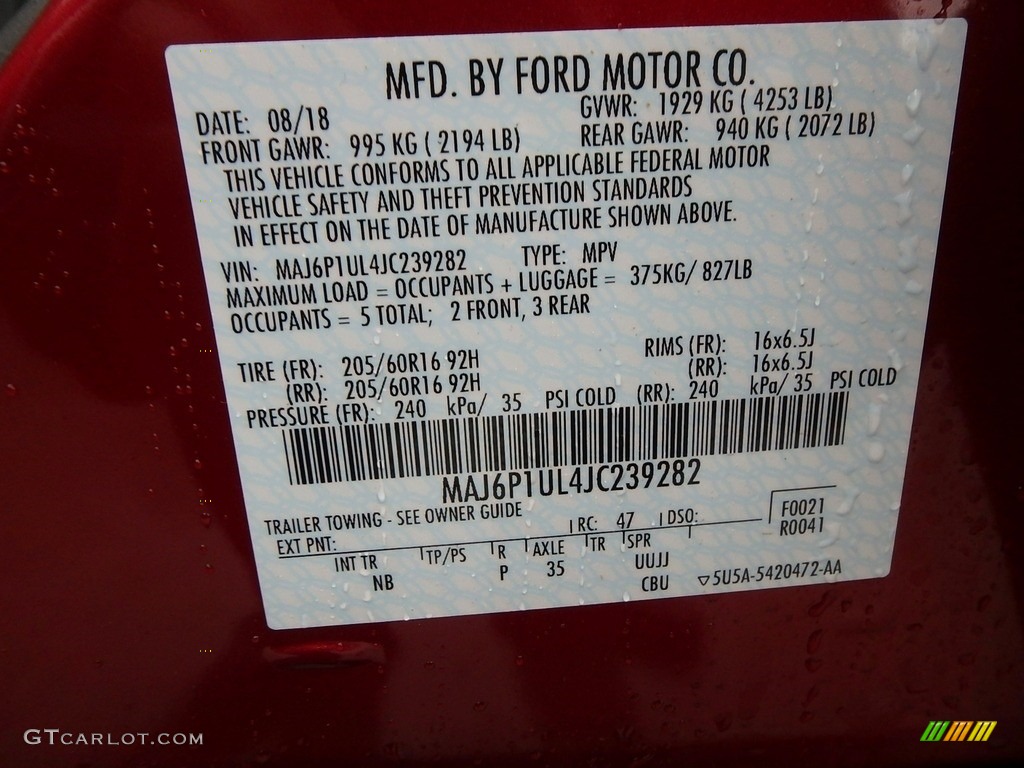 MFD. BY FORD MOTOR CO.
DATE: 08/18 GVWR: 1929 KG ( 4253 LB)
FRONT GAWR: 995 KG ( 2194 LB) REAR GAWR: 940 KG ( 2072 LB)
THIS VEHICLE CONFORMS TO ALL APPLICABLE FEDERAL MOTOR
VEHICLE SAFETY AND THEFT PREVENTION STANDARDS
IN EFFECT ON THE DATE OF MANUFACTURE SHOWN ABOVE.
VIN: MAJ6P1UL4JC239282 TYPE: MPV
MAXIMUM LOAD = OCCUPANTS + LUGGAGE = 375KG/ 827LB
OCCUPANTS = 5 TOTAL; 2 FRONT, 3 REAR
TIRE (FR): 205/60R16 92H RIMS (FR): 16x6.5J
(RR): 205/60R16 92H (RR): 16x6.5J
PRESSURE (FR): 240 kPa/ 35 PSI COLD (RR): 240 kPa/ 35 PSI COLD
MAJ6P1UL4JC239282
TRAILER TOWING - SEE OWNER GUIDE
EXT PNT: RC: 47 DSO: F0021
R0041
INT TR TP/PS R AXLE TR SPR
NB P 35 UUJJ
CBU 5U5A-5420472-AA
GTCARLOT.COM